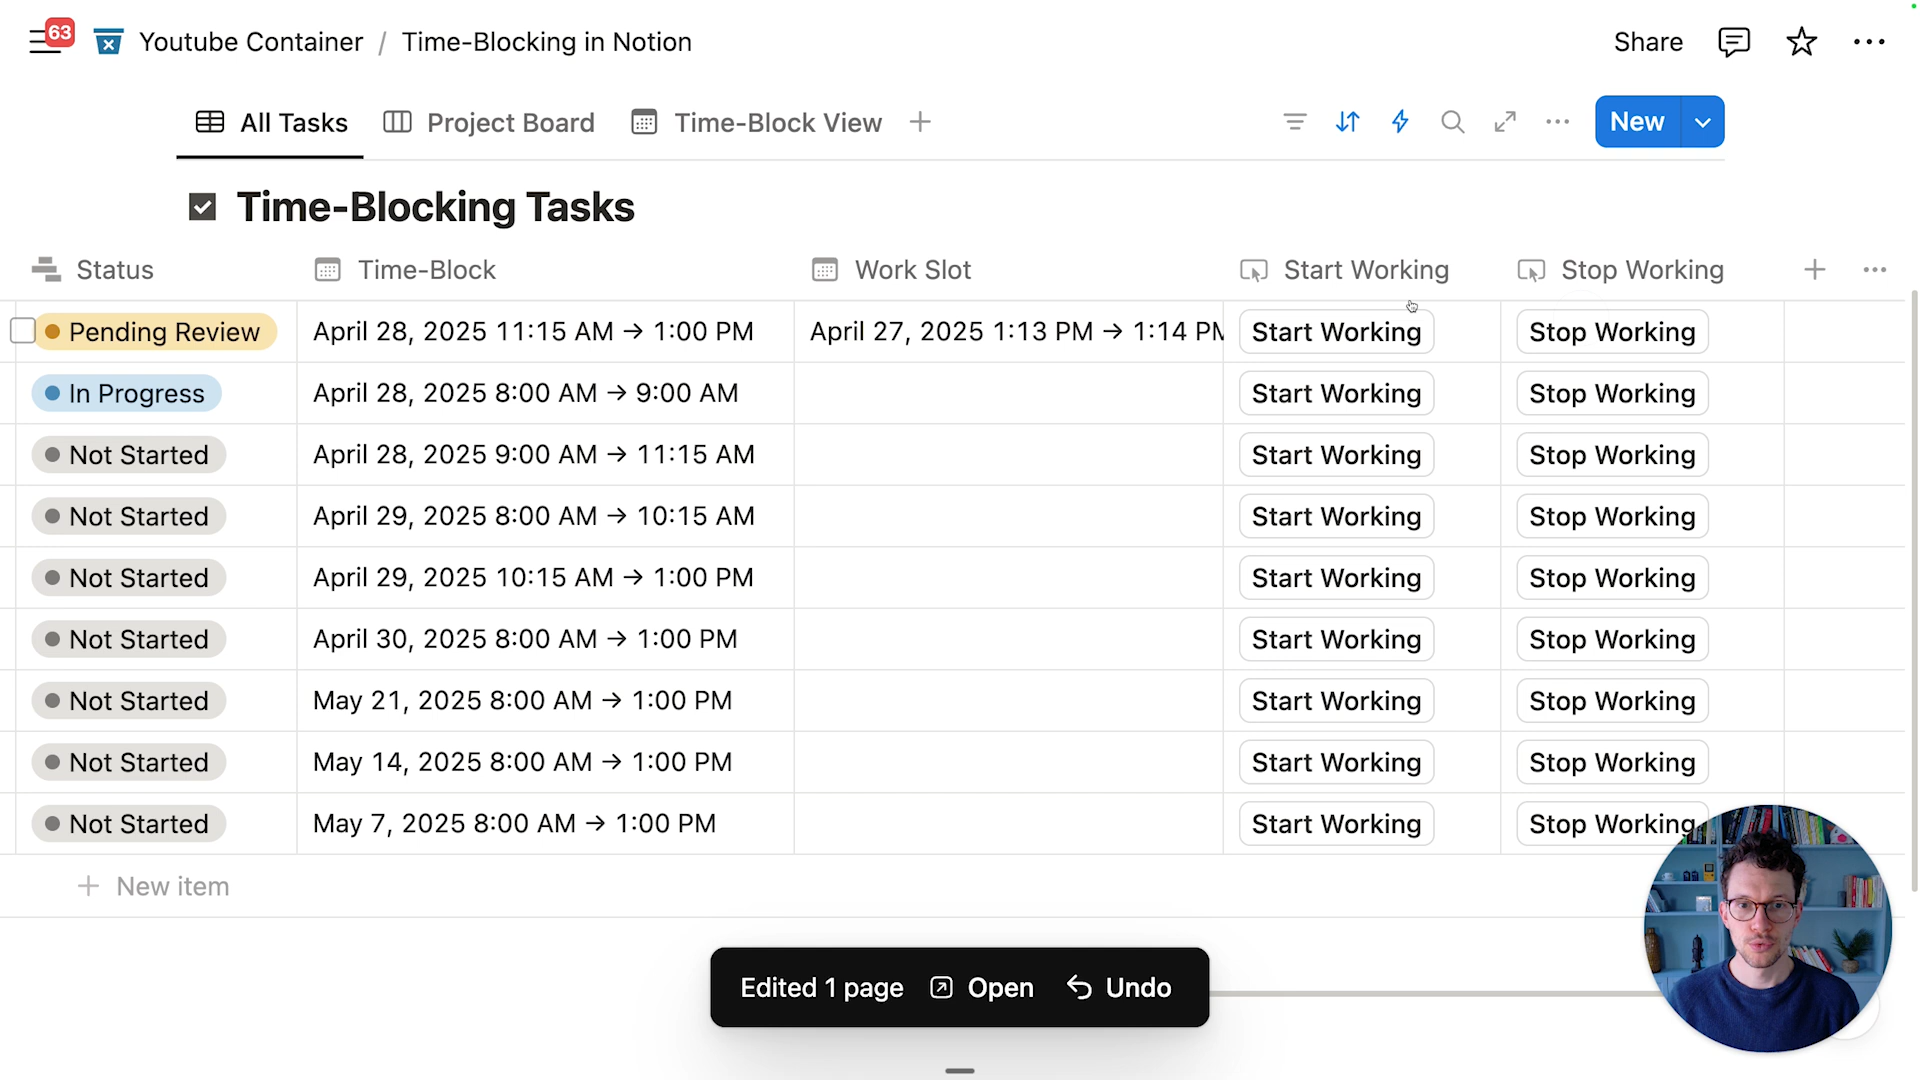 63
Youtube Container / Time-Blocking in Notion
Share
All Tasks
Project Board
Time-Block View
New
Time-Blocking Tasks
Status
Time-Block
Work Slot
Start Working
Stop Working
Pending Review
April 28, 2025 11:15 AM → 1:00 PM
April 27, 2025 1:13 PM → 1:14 PM
Start Working
Stop Working
In Progress
April 28, 2025 8:00 AM → 9:00 AM
Start Working
Stop Working
Not Started
April 28, 2025 9:00 AM → 11:15 AM
Start Working
Stop Working
Not Started
April 29, 2025 8:00 AM → 10:15 AM
Start Working
Stop Working
Not Started
April 29, 2025 10:15 AM → 1:00 PM
Start Working
Stop Working
Not Started
April 30, 2025 8:00 AM → 1:00 PM
Start Working
Stop Working
Not Started
May 21, 2025 8:00 AM → 1:00 PM
Start Working
Stop Working
Not Started
May 14, 2025 8:00 AM → 1:00 PM
Start Working
Stop Working
Not Started
May 7, 2025 8:00 AM → 1:00 PM
Start Working
Stop Working
New item
Edited 1 page
Open
Undo